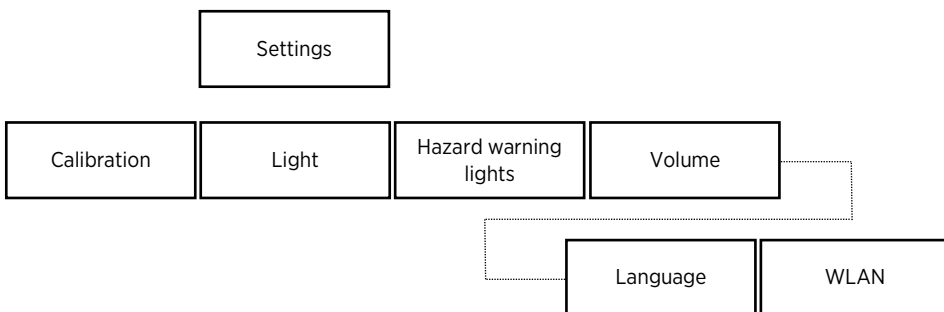 Settings
Calibration
Light
Hazard warning
lights
Volume
Language
WLAN